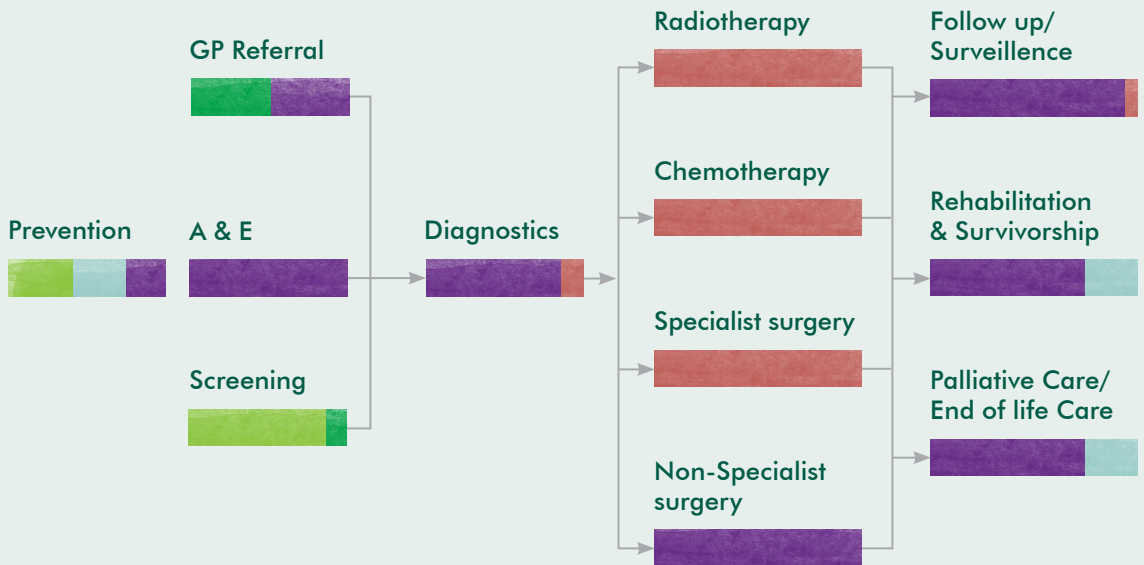 Prevention
GP Referral
A & E
Screening
Diagnostics
Radiotherapy
Chemotherapy
Specialist surgery
Non-Specialist
surgery
Follow up/
Surveillence
Rehabilitation
& Survivorship
Palliative Care/
End of life Care